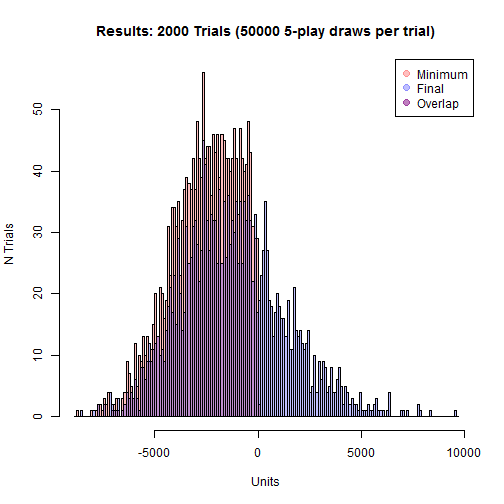 Results: 2000 Trials (50000 5-play draws per trial)
Minimum
Final
Overlap
N Trials
50
40
30
20
10
0
-5000 0 5000 10000
Units